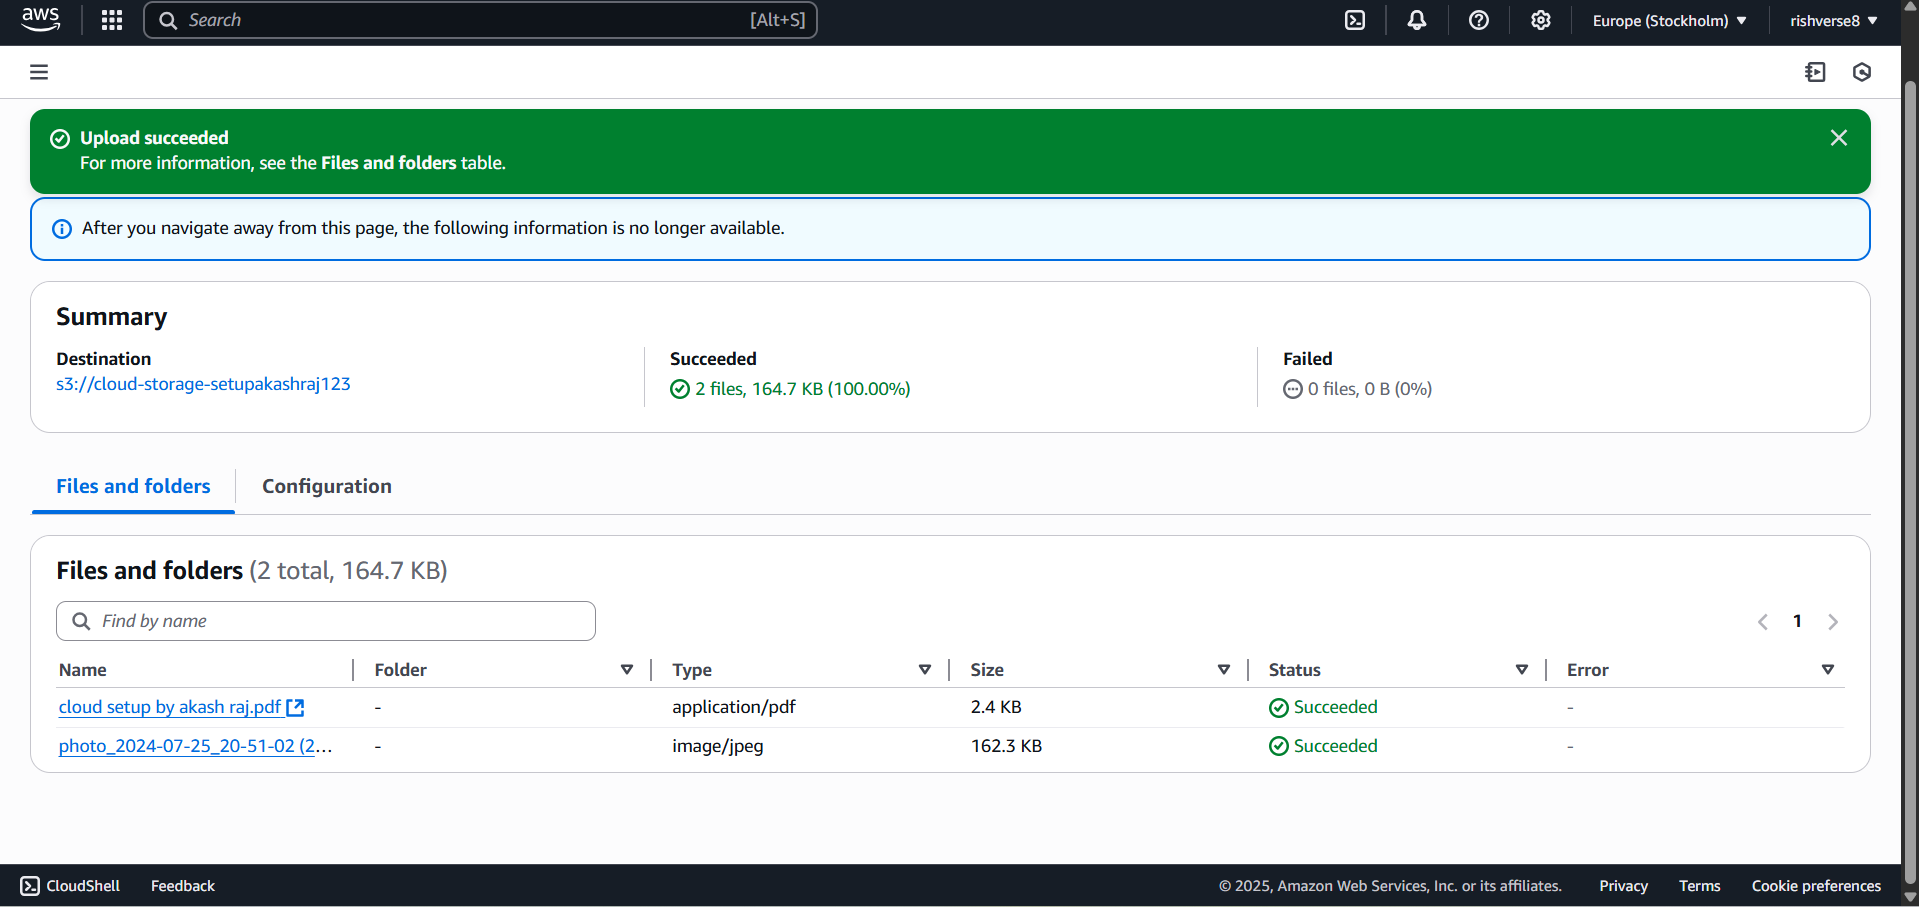 aws Search [Alt+S] Europe (Stockholm) rishverse8
Upload succeeded
For more information, see the Files and folders table.
After you navigate away from this page, the following information is no longer available.
Summary
Destination Succeeded Failed
s3://cloud-storage-setupakashraj123 2 files, 164.7 KB (100.00%) 0 files, 0 B (0%)
Files and folders Configuration
Files and folders (2 total, 164.7 KB)
Find by name 1
Name Folder Type Size Status Error
cloud setup by akash raj.pdf - application/pdf 2.4 KB Succeeded -
photo_2024-07-25_20-51-02 (2... - image/jpeg 162.3 KB Succeeded -
CloudShell Feedback © 2025, Amazon Web Services, Inc. or its affiliates. Privacy Terms Cookie preferences